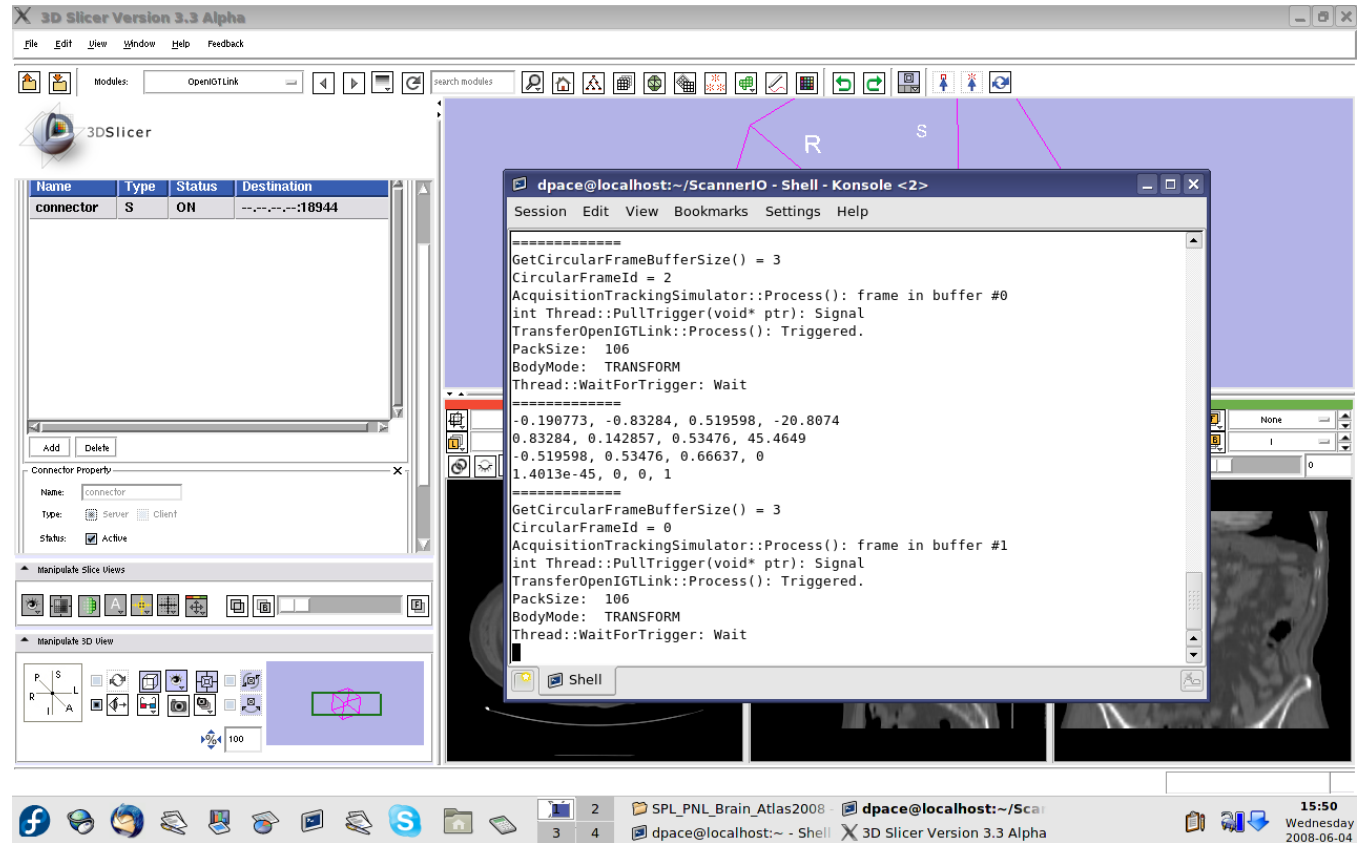 3D Slicer Version 3.3 Alpha
File Edit View Window Help Feedback
Modules: OpenIGTLink search modules
3DSlicer
Name Type Status Destination
connector S ON --.--.--.--:18944
Add Delete
Connector Property
Name: connector
Type: Server Client
Status: Active
Manipulate Slice Views
Manipulate 3D View
P S
R L
I A
100
R S
None
I
0
dpace@localhost:~/ScannerIO - Shell - Konsole <2>
Session Edit View Bookmarks Settings Help
=============
GetCircularFrameBufferSize() = 3
CircularFrameId = 2
AcquisitionTrackingSimulator::Process(): frame in buffer #0
int Thread::PullTrigger(void* ptr): Signal
TransferOpenIGTLink::Process(): Triggered.
PackSize:  106
BodyMode:  TRANSFORM
Thread::WaitForTrigger: Wait
=============
-0.190773, -0.83284, 0.519598, -20.8074
0.83284, 0.142857, 0.53476, 45.4649
-0.519598, 0.53476, 0.66637, 0
1.4013e-45, 0, 0, 1
=============
GetCircularFrameBufferSize() = 3
CircularFrameId = 0
AcquisitionTrackingSimulator::Process(): frame in buffer #1
int Thread::PullTrigger(void* ptr): Signal
TransferOpenIGTLink::Process(): Triggered.
PackSize:  106
BodyMode:  TRANSFORM
Thread::WaitForTrigger: Wait
Shell
1 2
3 4
SPL_PNL_Brain_Atlas2008 - dpace@localhost:~/Scan
dpace@localhost:~ - Shell 3D Slicer Version 3.3 Alpha
15:50
Wednesday
2008-06-04